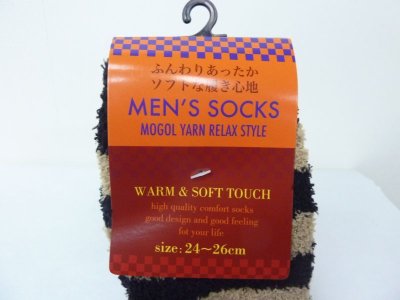 ふんわりあったか
ソフトな履き心地
MEN'S SOCKS
MOGOL YARN RELAX STYLE
WARM & SOFT TOUCH
high quality comfort socks
good design and good feeling
fot your life
size: 24〜26cm